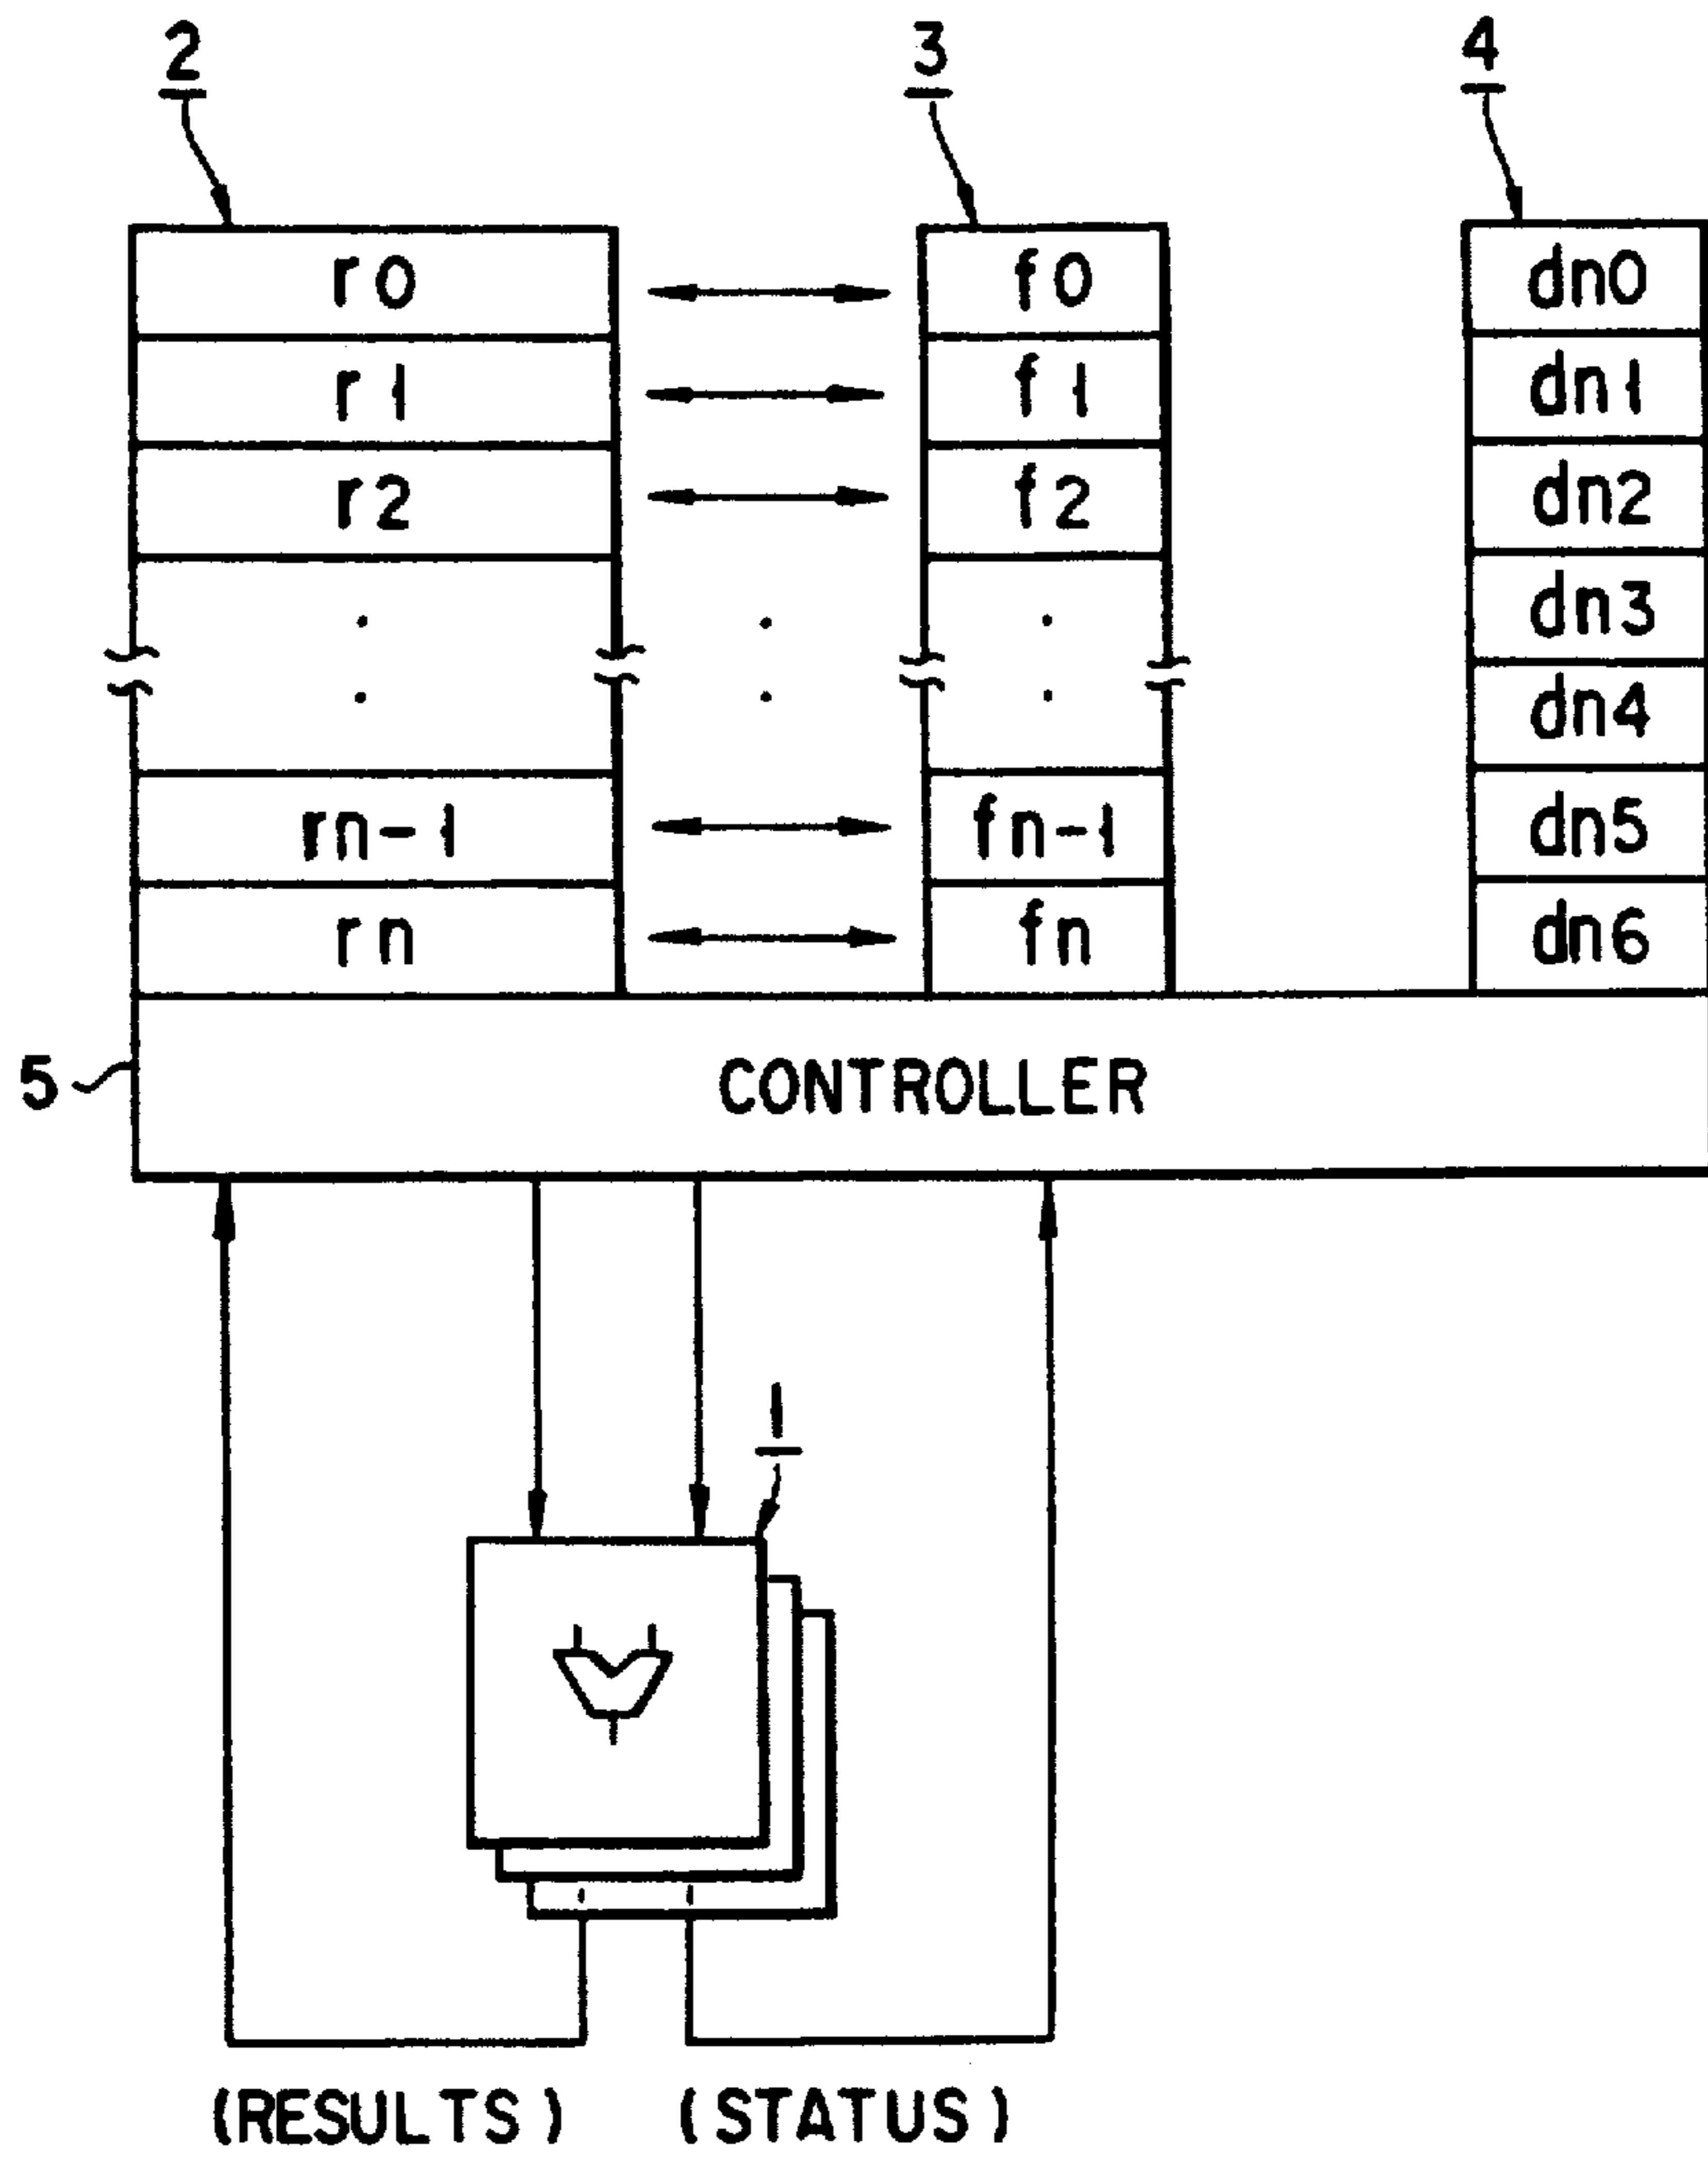 2 3 4
r0 f0 dn0
r1 f1 dn1
r2 f2 dn2
dn3
dn4
rn-1 fn-1 dn5
rn fn dn6
5 CONTROLLER
1
(RESULTS) (STATUS)